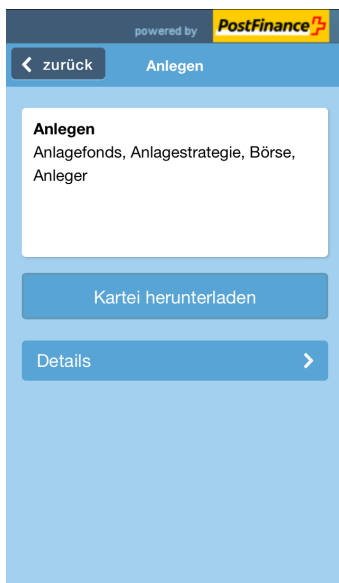 powered by PostFinance
zurück Anlegen
Anlegen
Anlagefonds, Anlagestrategie, Börse,
Anleger
Kartei herunterladen
Details